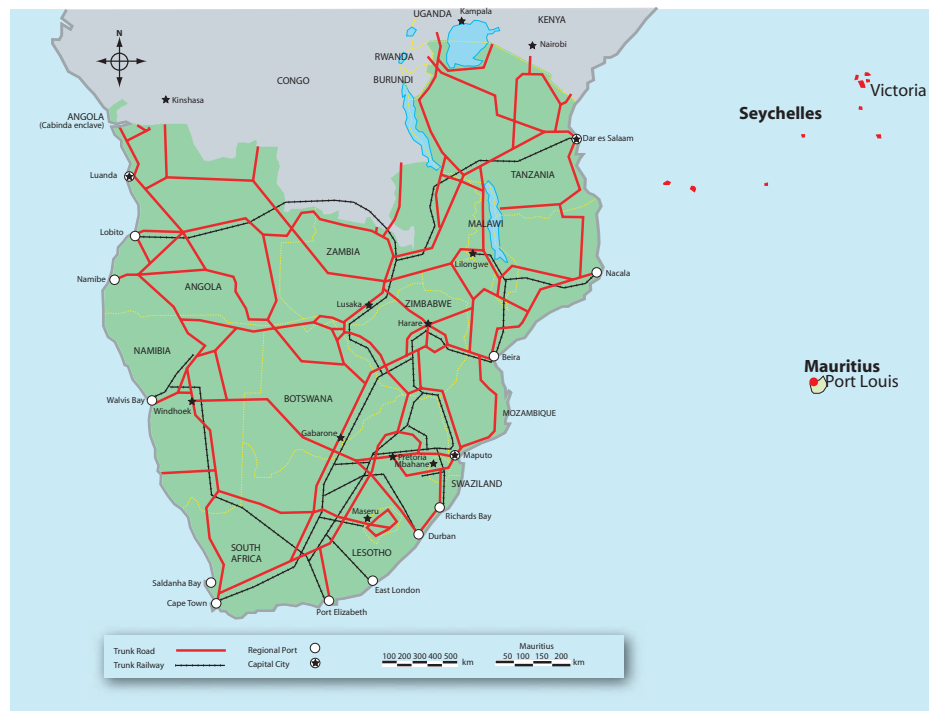 UGANDA
Kampala
KENYA
N
RWANDA
Nairobi
CONGO
BURUNDI
Kinshasa
Victoria
Seychelles
ANGOLA
(Cabinda enclave)
Dar es Salaam
Luanda
TANZANIA
MALAWI
Lobito
ZAMBIA
Lilongwe
Nacala
Namibe
ANGOLA
Lusaka
ZIMBABWE
Harare
NAMIBIA
Beira
Mauritius
Port Louis
Walvis Bay
BOTSWANA
Windhoek
MOZAMBIQUE
Gabarone
Pretoria
Maputo
Mbahane
SWAZILAND
Maseru
Richards Bay
Durban
SOUTH
AFRICA
LESOTHO
Saldanha Bay
East London
Cape Town
Port Elizabeth
Trunk Road
Regional Port
Mauritius
Trunk Railway
Capital City
100 200 300 400 500
km
50 100 150 200
km